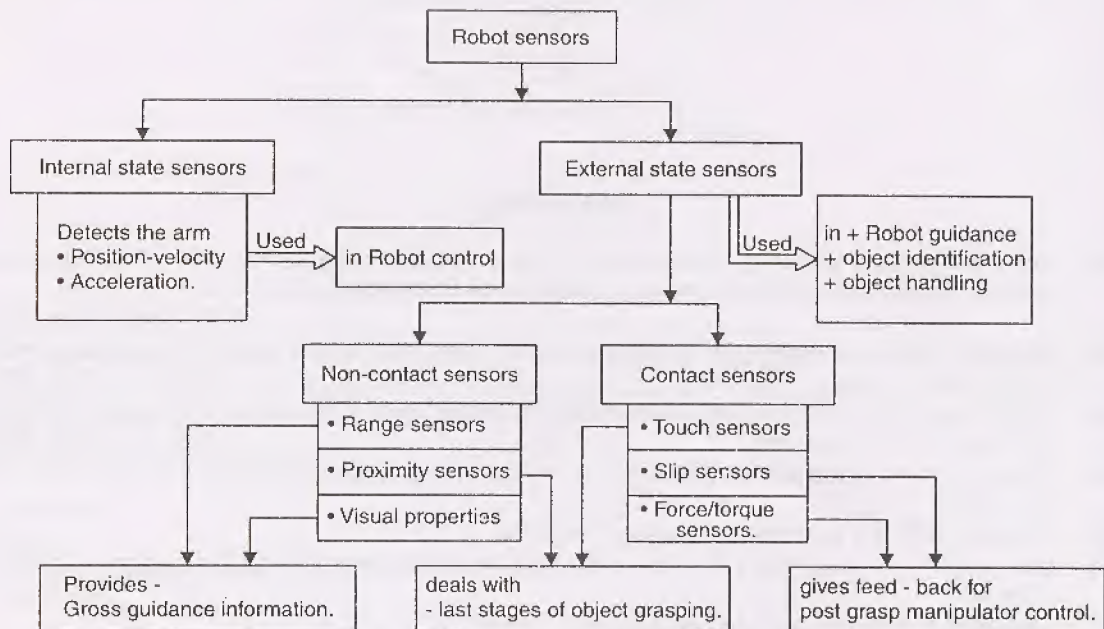 Robot sensors
Internal state sensors
External state sensors
Detects the arm
• Position-velocity
• Acceleration.
Used
in Robot control
Used
in + Robot guidance
+ object identification
+ object handling
Non-contact sensors
• Range sensors
• Proximity sensors
• Visual properties
Contact sensors
• Touch sensors
• Slip sensors
• Force/torque
sensors.
Provides -
Gross guidance information.
deals with
- last stages of object grasping.
gives feed - back for
post grasp manipulator control.